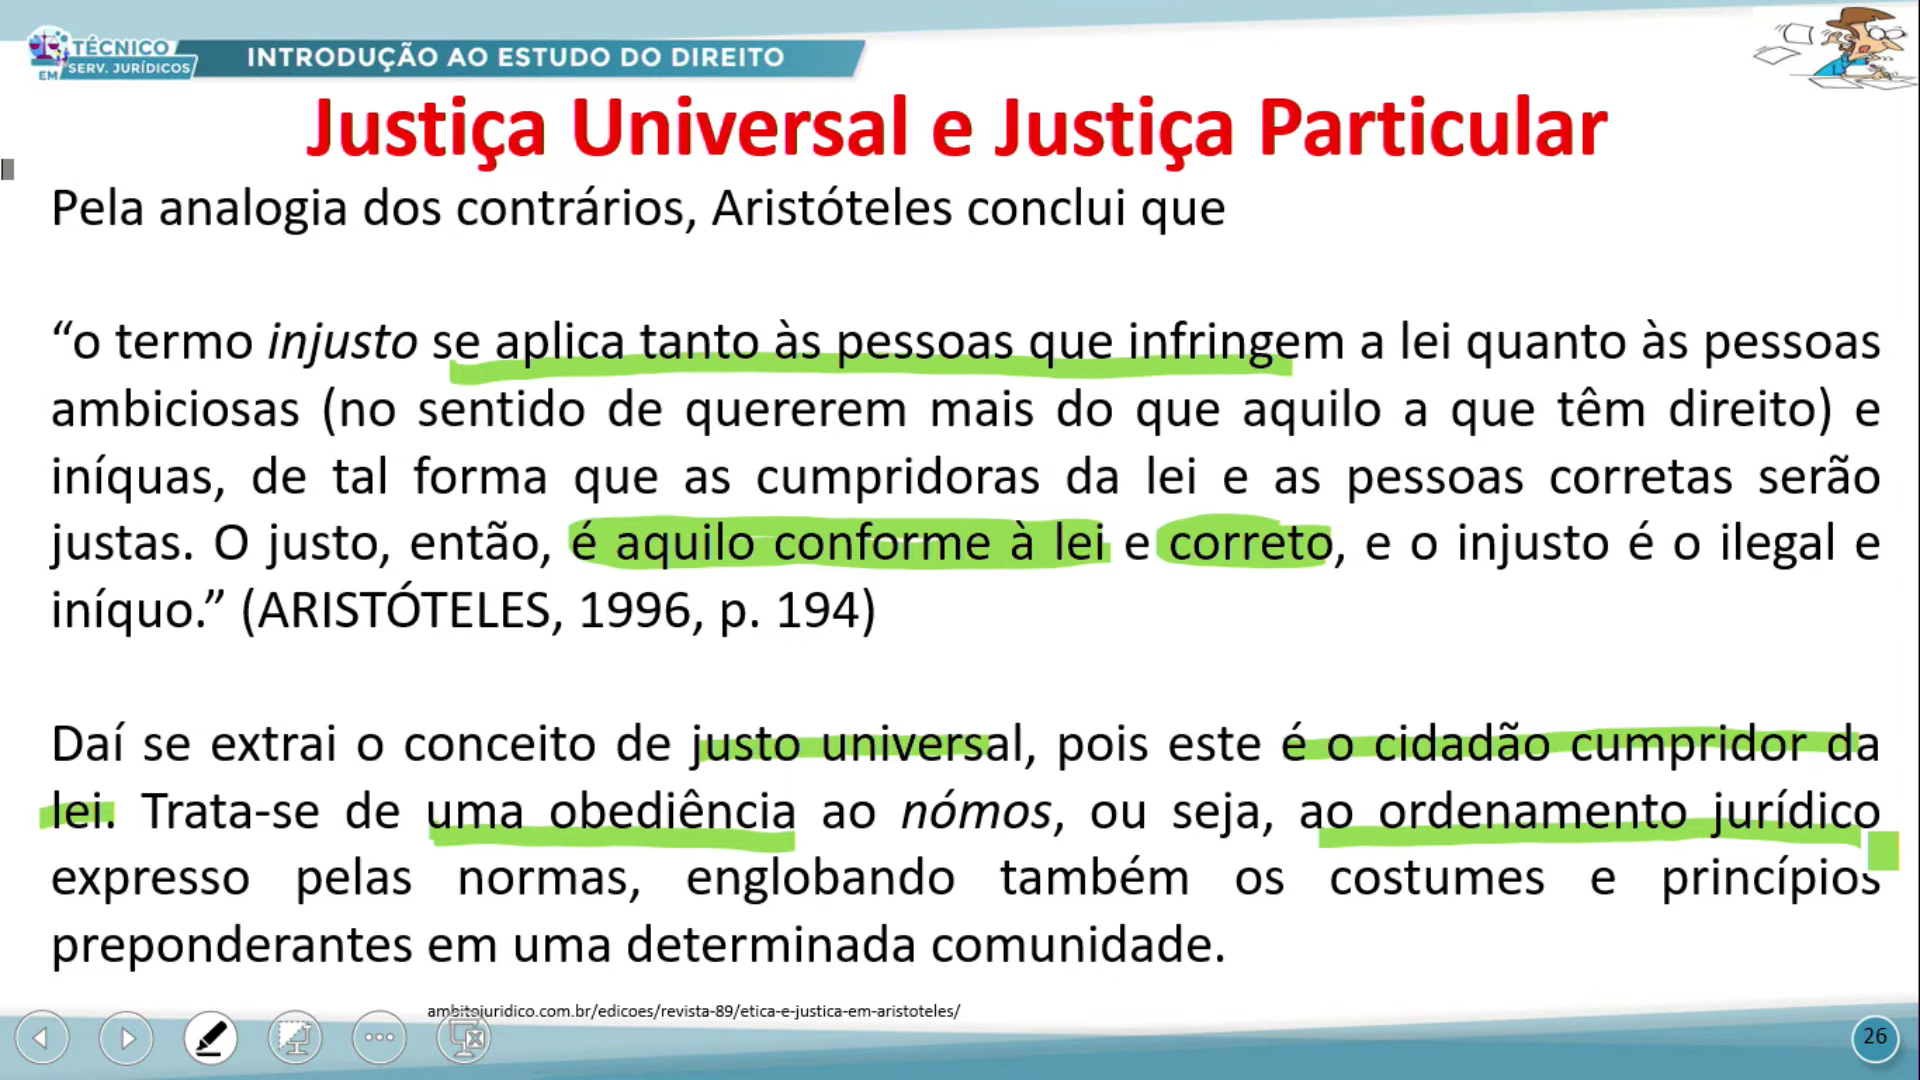 TÉCNICO
EM SERV. JURÍDICOS
INTRODUÇÃO AO ESTUDO DO DIREITO
Justiça Universal e Justiça Particular
Pela analogia dos contrários, Aristóteles conclui que
“o termo injusto se aplica tanto às pessoas que infringem a lei quanto às pessoas
ambiciosas (no sentido de quererem mais do que aquilo a que têm direito) e
iníquas, de tal forma que as cumpridoras da lei e as pessoas corretas serão
justas. O justo, então, é aquilo conforme à lei e correto, e o injusto é o ilegal e
iníquo.” (ARISTÓTELES, 1996, p. 194)
Daí se extrai o conceito de justo universal, pois este é o cidadão cumpridor da
lei. Trata-se de uma obediência ao nómos, ou seja, ao ordenamento jurídico
expresso pelas normas, englobando também os costumes e princípios
preponderantes em uma determinada comunidade.
ambitojuridico.com.br/edicoes/revista-89/etica-e-justica-em-aristoteles/
26